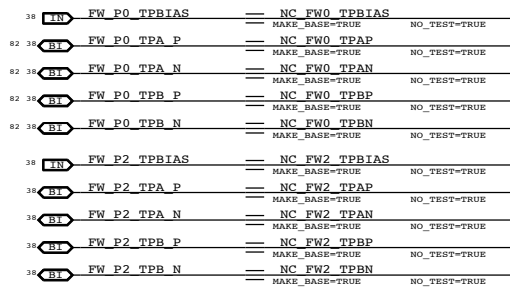 38 IN FW_P0_TPBIAS NC_FW0_TPBIAS
MAKE_BASE=TRUE NO_TEST=TRUE
82 38 BI FW_P0_TPA_P NC_FW0_TPAP
MAKE_BASE=TRUE NO_TEST=TRUE
82 38 BI FW_P0_TPA_N NC_FW0_TPAN
MAKE_BASE=TRUE NO_TEST=TRUE
82 38 BI FW_P0_TPB_P NC_FW0_TPBP
MAKE_BASE=TRUE NO_TEST=TRUE
82 38 BI FW_P0_TPB_N NC_FW0_TPBN
MAKE_BASE=TRUE NO_TEST=TRUE
38 IN FW_P2_TPBIAS NC_FW2_TPBIAS
MAKE_BASE=TRUE NO_TEST=TRUE
38 BI FW_P2_TPA_P NC_FW2_TPAP
MAKE_BASE=TRUE NO_TEST=TRUE
38 BI FW_P2_TPA_N NC_FW2_TPAN
MAKE_BASE=TRUE NO_TEST=TRUE
38 BI FW_P2_TPB_P NC_FW2_TPBP
MAKE_BASE=TRUE NO_TEST=TRUE
38 BI FW_P2_TPB_N NC_FW2_TPBN
MAKE_BASE=TRUE NO_TEST=TRUE